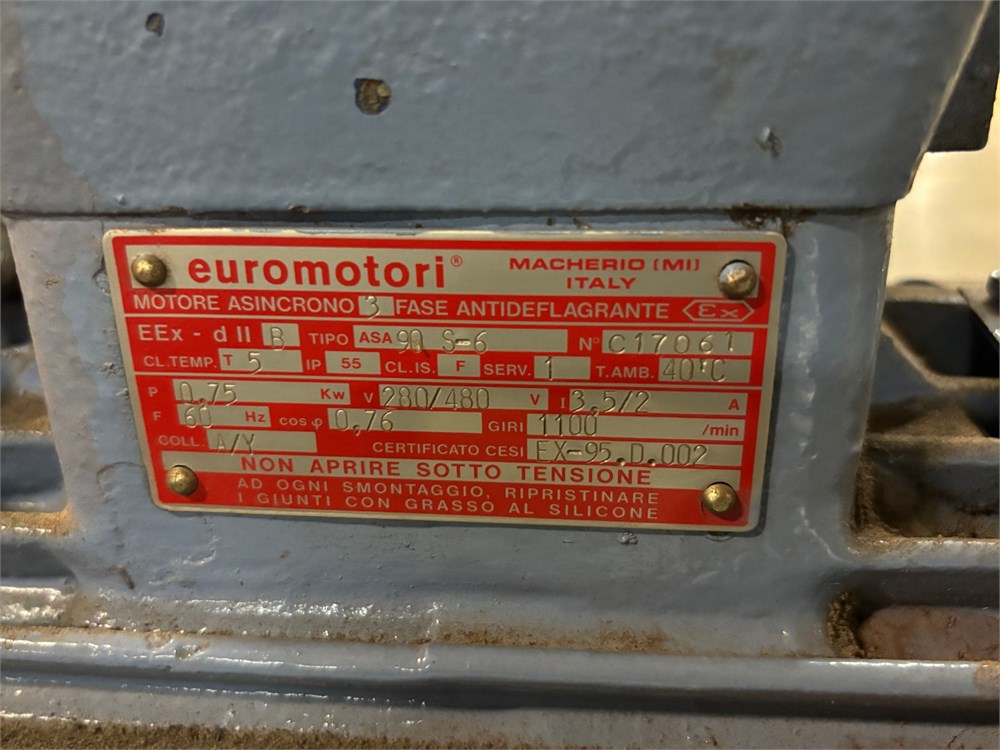 euromotori® MACHERIO (MI)
ITALY
MOTORE ASINCRONO 3 FASE ANTIDEFLAGRANTE Ex
EEx - d II B TIPO ASA 90 S-6 N° C17061
CL.TEMP. T 5 IP 55 CL.IS. F SERV. 1 T.AMB. 40°C
P 0,75 Kw V 280/480 V I 3,5/2 A
F 60 Hz cos φ 0,76 GIRI 1100 /min
COLL. Δ/Y CERTIFICATO CESI EX-95.D.002
NON APRIRE SOTTO TENSIONE
AD OGNI SMONTAGGIO, RIPRISTINARE
I GIUNTI CON GRASSO AL SILICONE